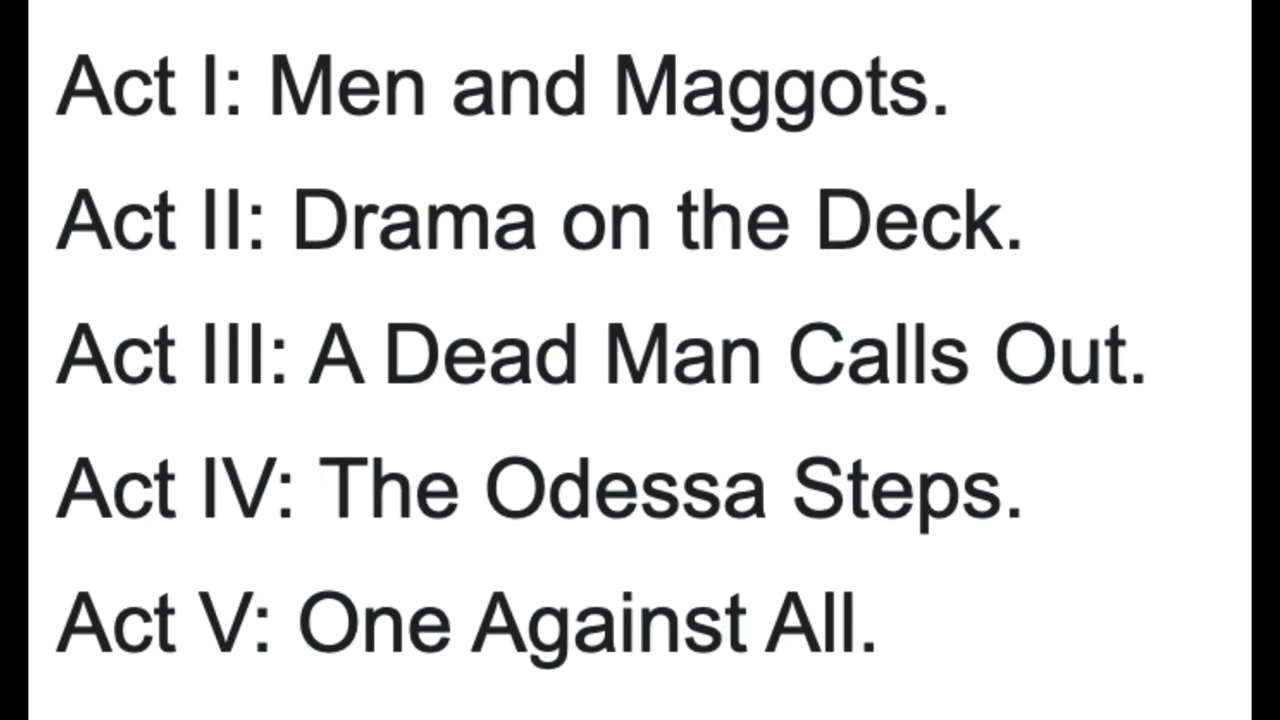 Act I: Men and Maggots.
Act II: Drama on the Deck.
Act III: A Dead Man Calls Out.
Act IV: The Odessa Steps.
Act V: One Against All.